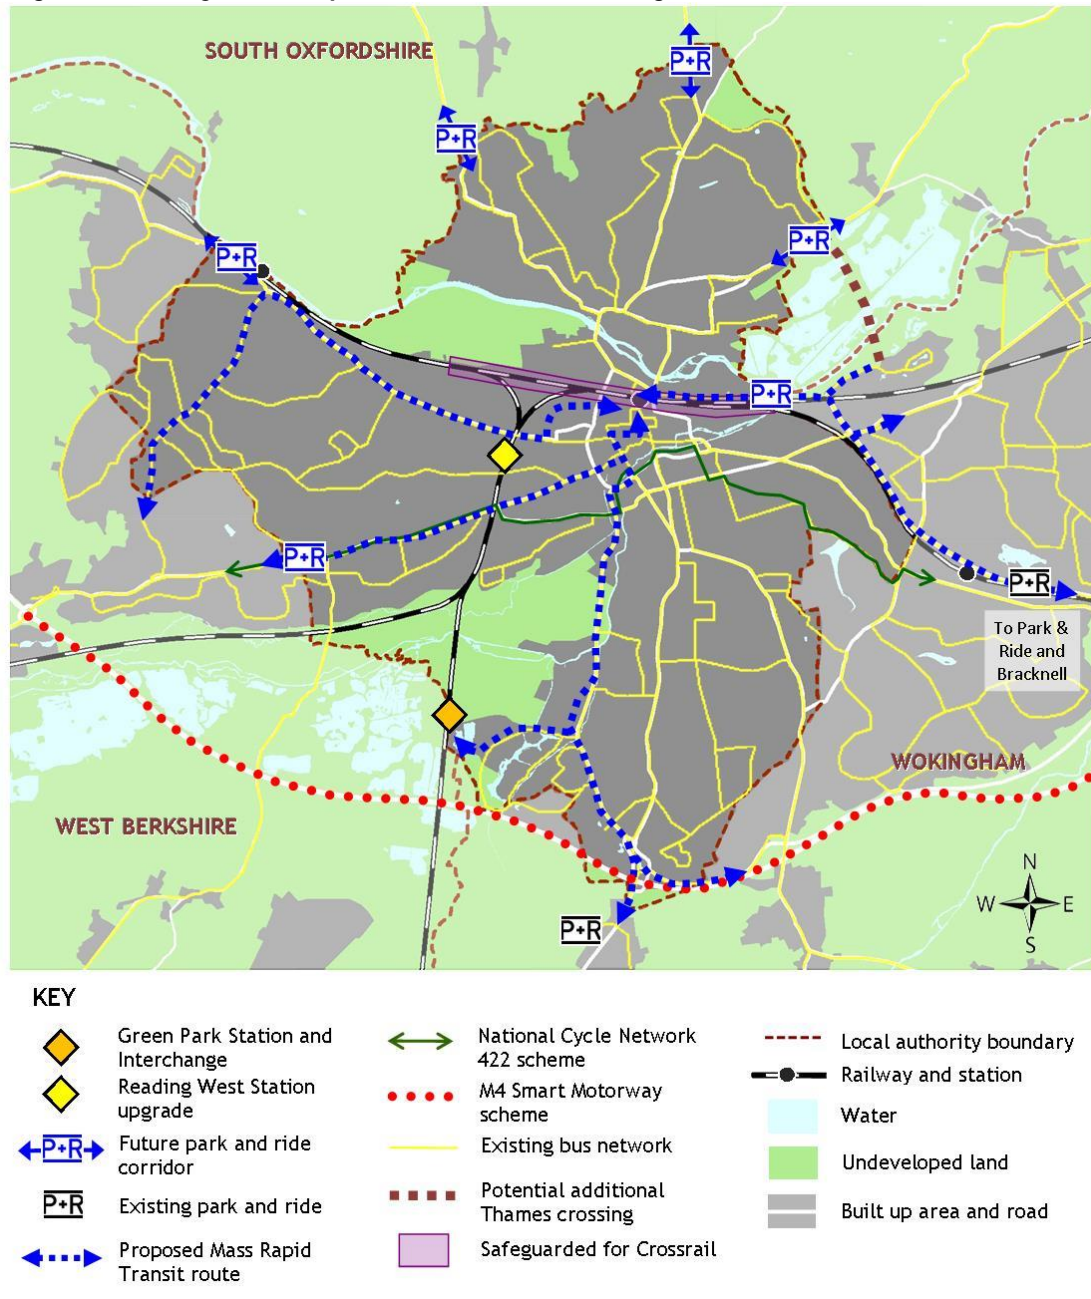 SOUTH OXFORDSHIRE
P+R
P+R
P+R
P+R
P+R
P+R
P+R
To Park &
Ride and
Bracknell
WOKINGHAM
WEST BERKSHIRE
N
W E
S
P+R
KEY
Green Park Station and
Interchange
Reading West Station
upgrade
P+R Future park and ride
corridor
P+R Existing park and ride
Proposed Mass Rapid
Transit route
National Cycle Network
422 scheme
M4 Smart Motorway
scheme
Existing bus network
Potential additional
Thames crossing
Safeguarded for Crossrail
Local authority boundary
Railway and station
Water
Undeveloped land
Built up area and road